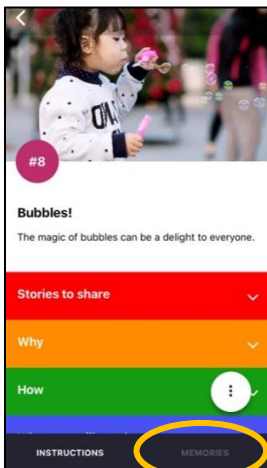 #8
Bubbles!
The magic of bubbles can be a delight to everyone.
Stories to share
Why
How
INSTRUCTIONS MEMORIES